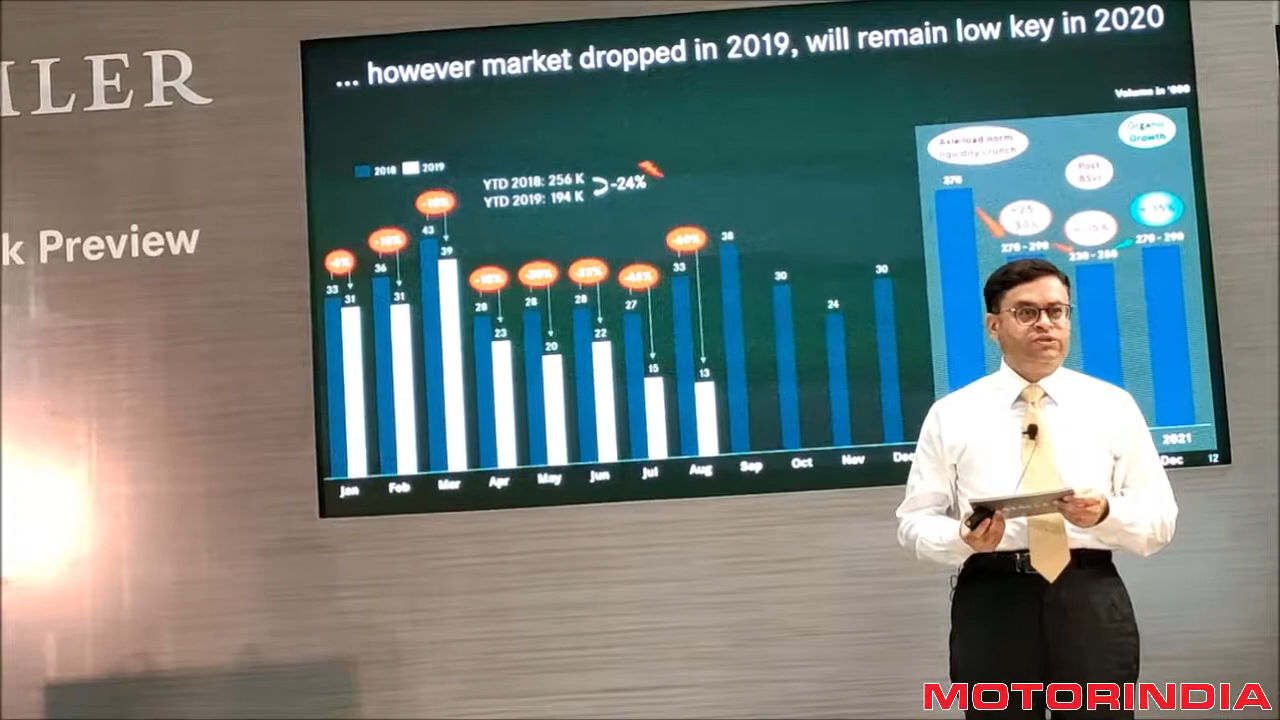 ... however market dropped in 2019, will remain low key in 2020
ILER
k Preview
Volume in '000
2018 2019
YTD 2018: 256 K
YTD 2019: 194 K
-24%
Axle-load norm
liquidity crunch
Organic
Growth
Post
BSVI
378
270 - 290
230 - 260
270 - 290
33 31
36 31
43 39
28 23
28 20
28 22
27 15
33 13
38
30
24
30
Jan Feb Mar Apr May Jun Jul Aug Sep Oct Nov Dec
2021
Dec 12
MOTORINDIA